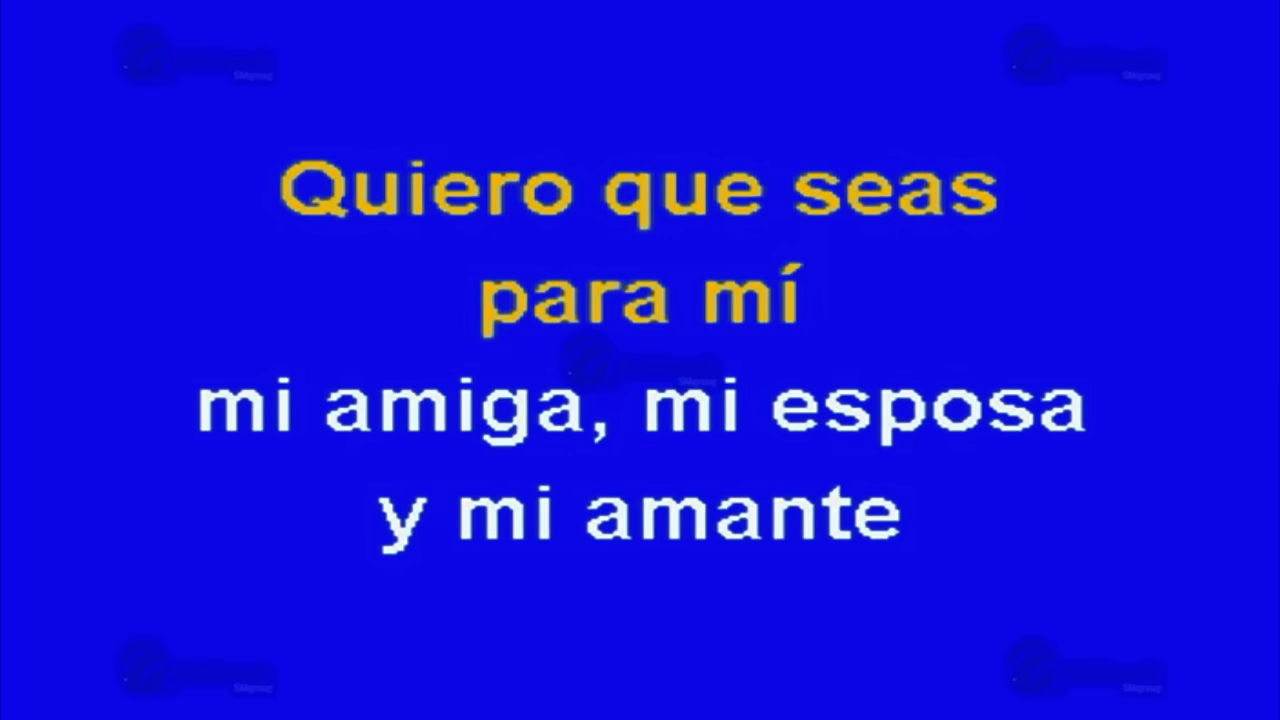 Quiero que seas
para mí
mi amiga, mi esposa
y mi amante